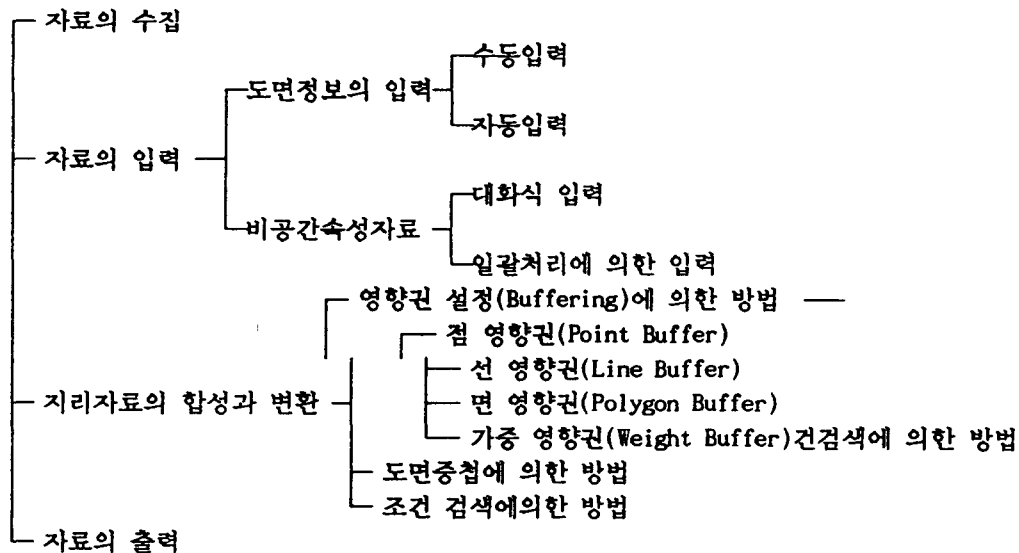 자료의 수집
수동입력
도면정보의 입력
자동입력
자료의 입력
대화식 입력
비공간속성자료
일괄처리에 의한 입력
영향권 설정(Buffering)에 의한 방법
점 영향권(Point Buffer)
선 영향권(Line Buffer)
면 영향권(Polygon Buffer)
지리자료의 합성과 변환
가중 영향권(Weight Buffer)건검색에 의한 방법
도면중첩에 의한 방법
조건 검색에의한 방법
자료의 출력